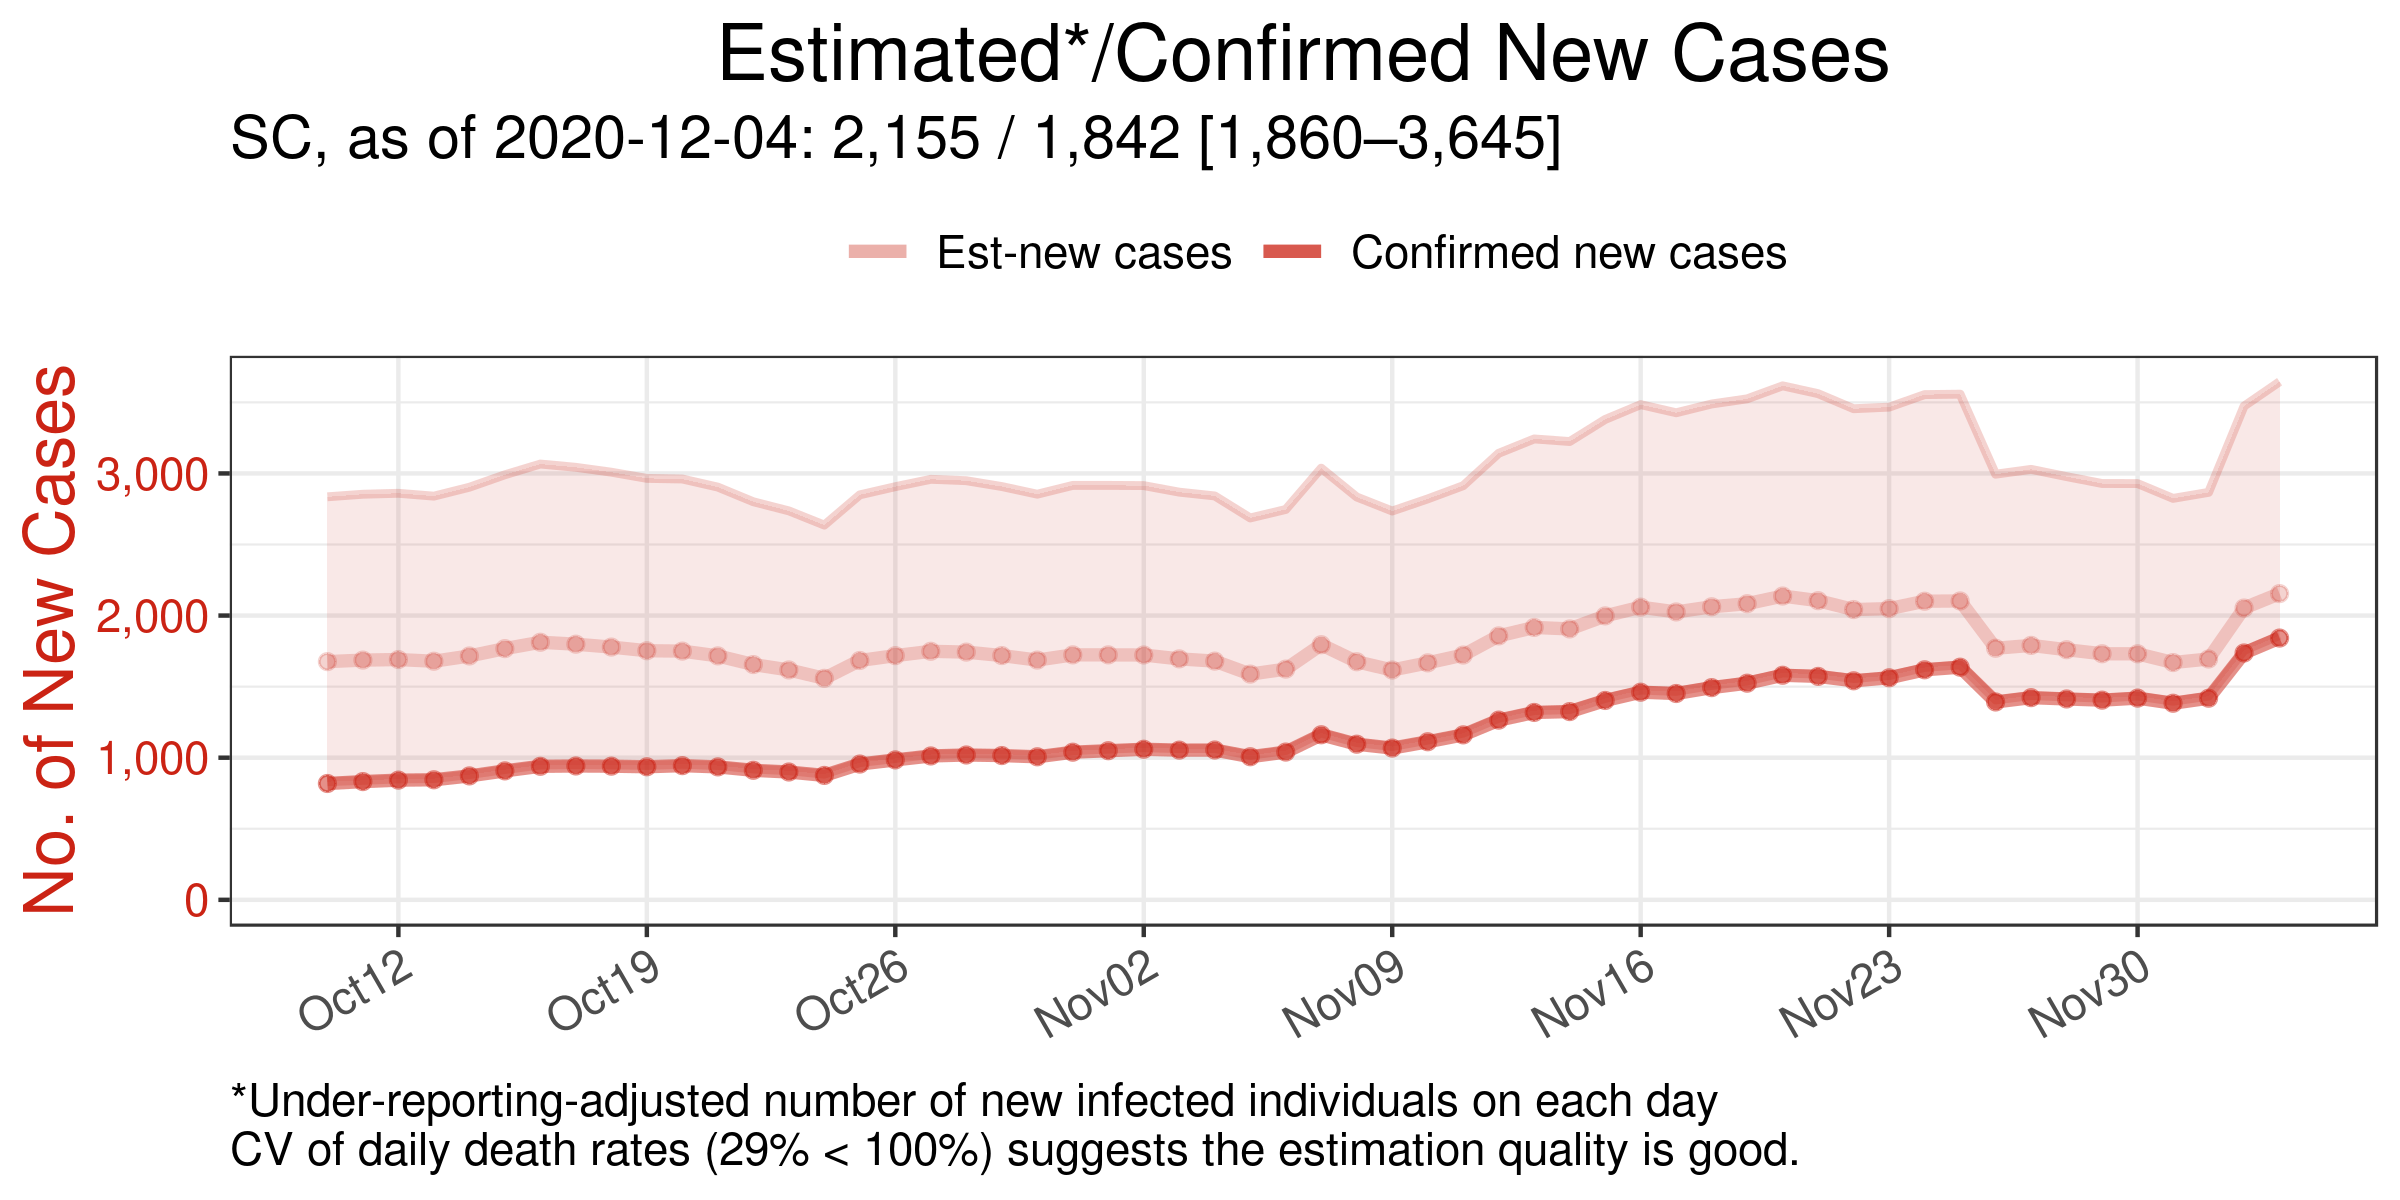 Estimated*/Confirmed New Cases
SC, as of 2020-12-04: 2,155 / 1,842 [1,860–3,645]
Est-new cases
Confirmed new cases
No. of New Cases
3,000
2,000
1,000
0
Oct12
Oct19
Oct26
Nov02
Nov09
Nov16
Nov23
Nov30
*Under-reporting-adjusted number of new infected individuals on each day
CV of daily death rates (29% < 100%) suggests the estimation quality is good.